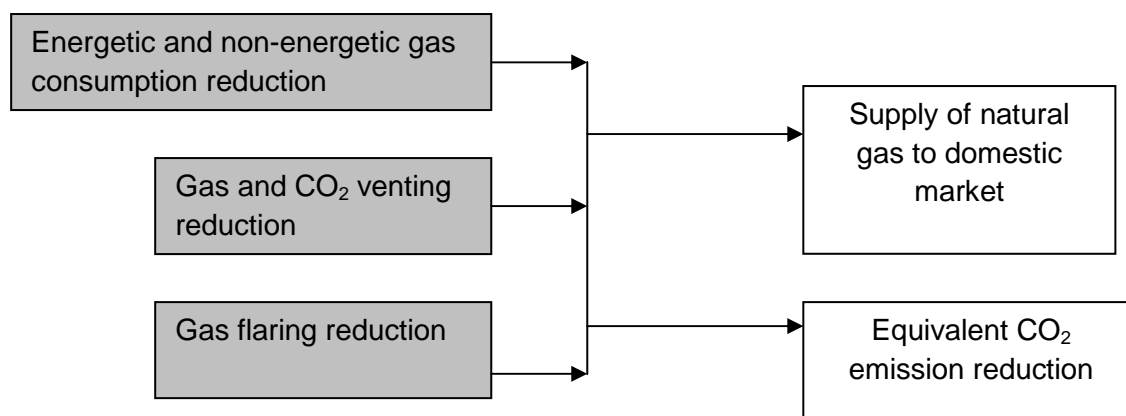 Energetic and non-energetic gas
consumption reduction
Gas and CO₂ venting
reduction
Gas flaring reduction
Supply of natural
gas to domestic
market
Equivalent CO₂
emission reduction